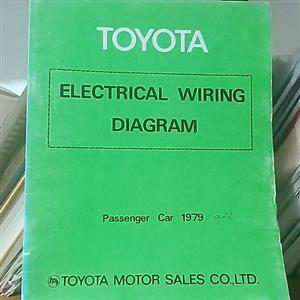 TOYOTA
ELECTRICAL WIRING
DIAGRAM
Passenger Car 1979
TOYOTA MOTOR SALES CO.,LTD.